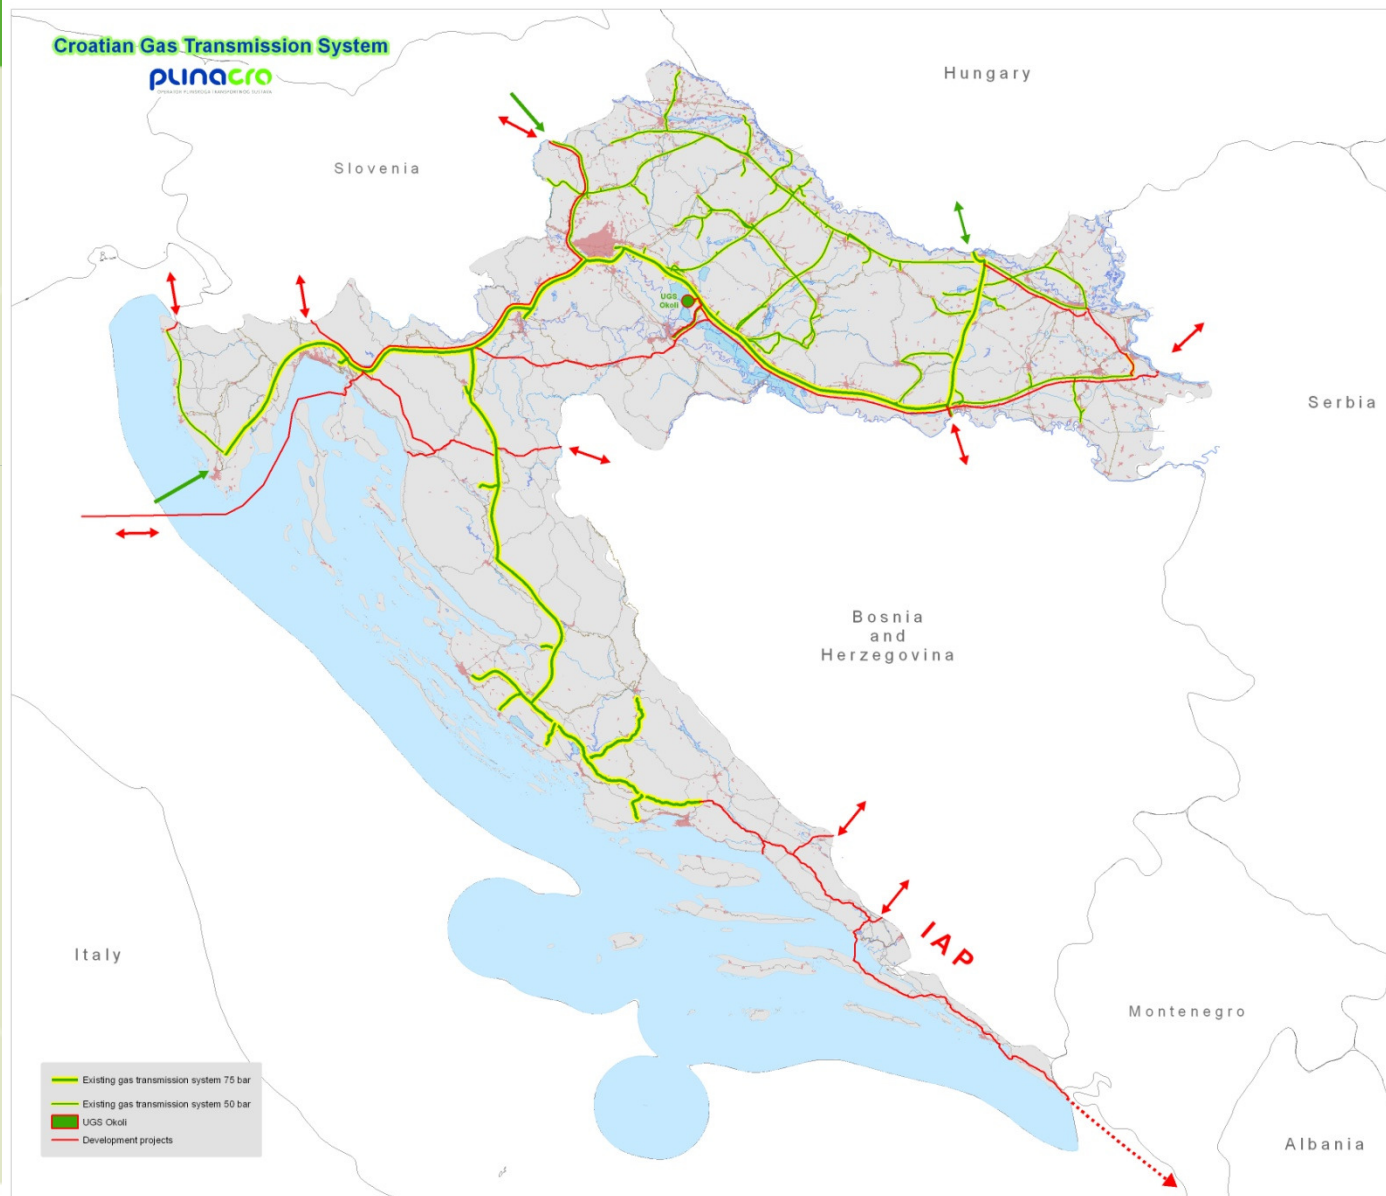 Croatian Gas Transmission System
plinacro
Hungary
Slovenia
UGS
Okoli
Serbia
Bosnia
and
Herzegovina
IAP
Italy
Montenegro
Albania
Existing gas transmission system 75 bar
Existing gas transmission system 50 bar
UGS Okoli
Development projects